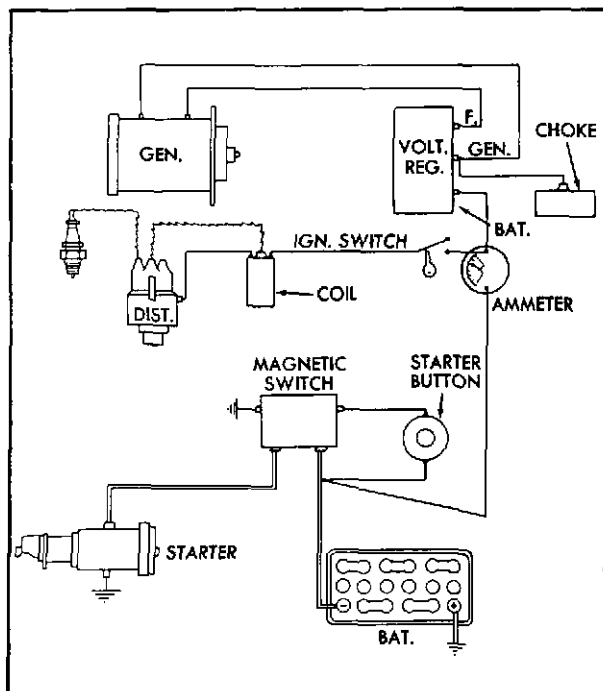 F.
GEN.
VOLT.
REG.
GEN.
CHOKE
BAT.
IGN. SWITCH
DIST.
COIL
AMMETER
MAGNETIC
SWITCH
STARTER
BUTTON
STARTER
- +
BAT.